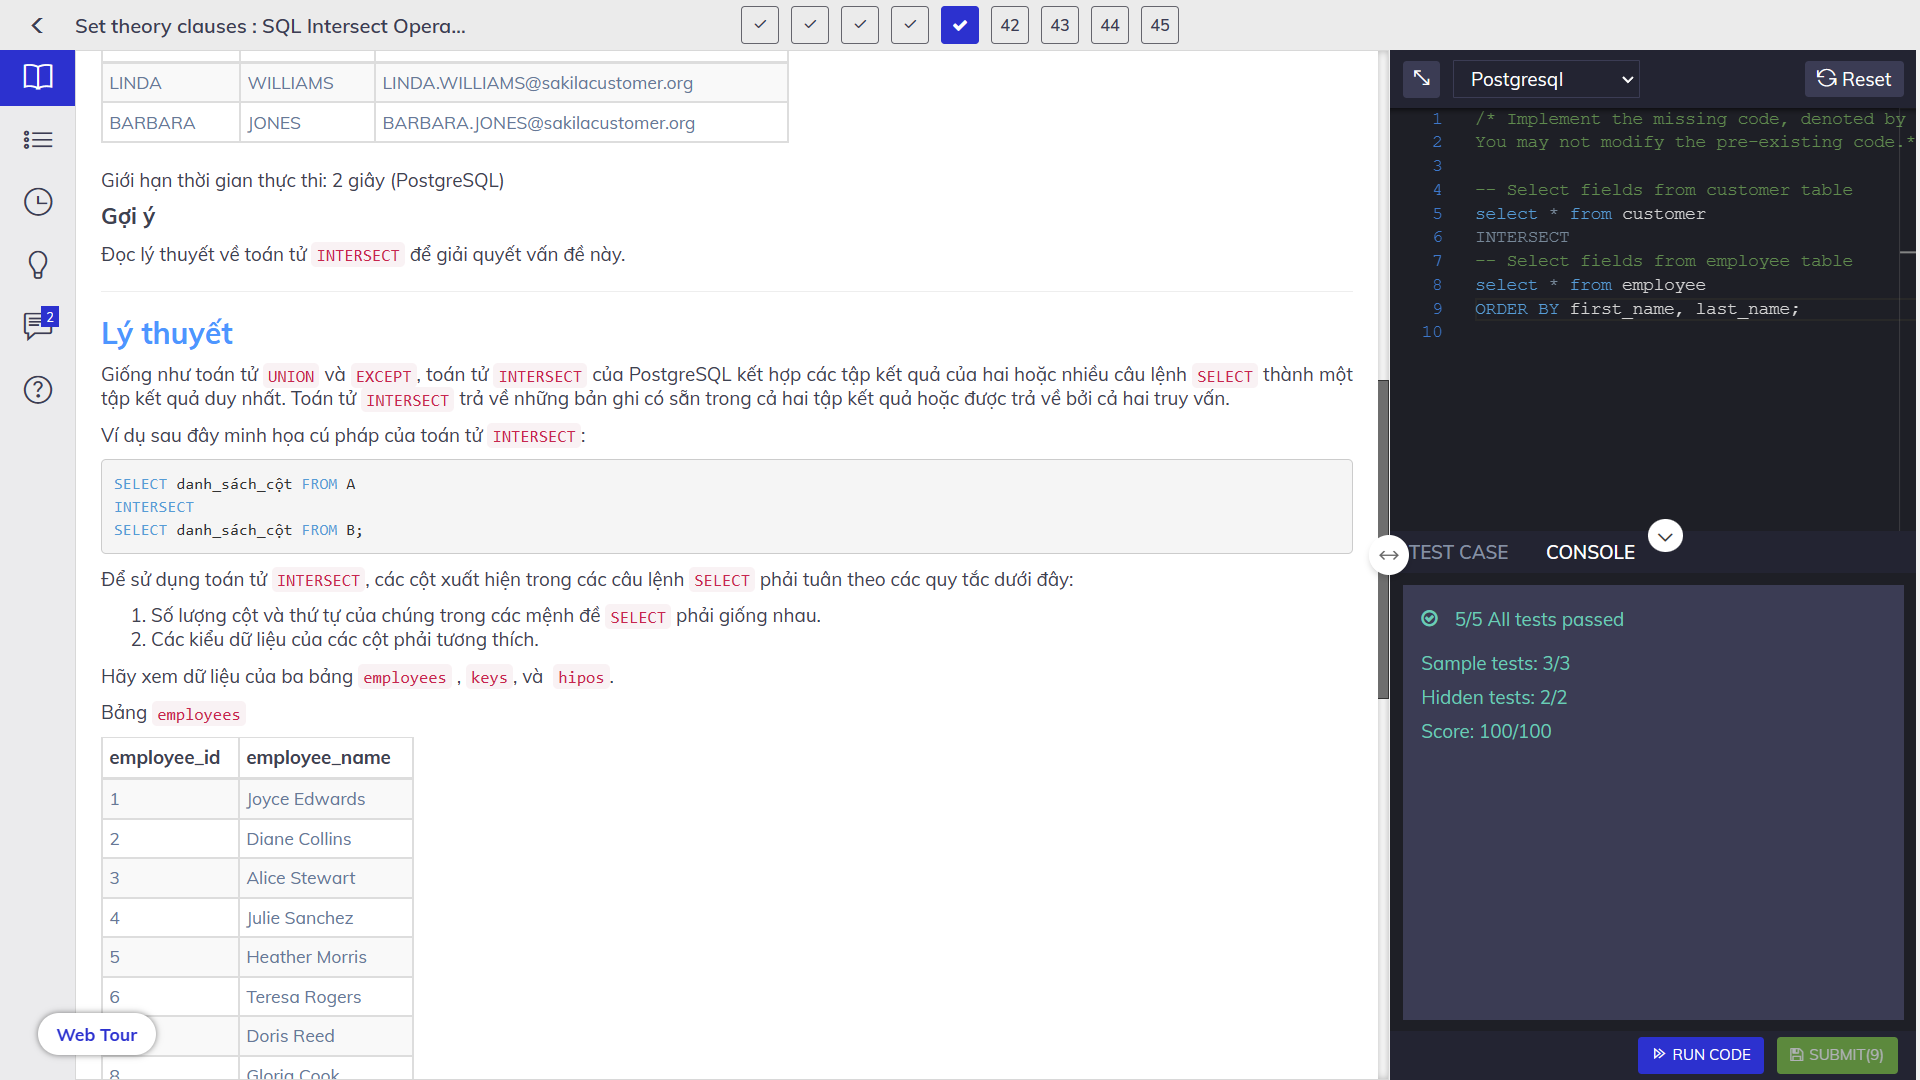 Set theory clauses : SQL Intersect Opera...
42 43 44 45
LINDA WILLIAMS LINDA.WILLIAMS@sakilacustomer.org
BARBARA JONES BARBARA.JONES@sakilacustomer.org
Giới hạn thời gian thực thi: 2 giây (PostgreSQL)
Gợi ý
Đọc lý thuyết về toán tử INTERSECT để giải quyết vấn đề này.
Lý thuyết
Giống như toán tử UNION và EXCEPT, toán tử INTERSECT của PostgreSQL kết hợp các tập kết quả của hai hoặc nhiều câu lệnh SELECT thành một
tập kết quả duy nhất. Toán tử INTERSECT trả về những bản ghi có sẵn trong cả hai tập kết quả hoặc được trả về bởi cả hai truy vấn.
Ví dụ sau đây minh họa cú pháp của toán tử INTERSECT:
SELECT danh_sách_cột FROM A
INTERSECT
SELECT danh_sách_cột FROM B;
Để sử dụng toán tử INTERSECT, các cột xuất hiện trong các câu lệnh SELECT phải tuân theo các quy tắc dưới đây:
1. Số lượng cột và thứ tự của chúng trong các mệnh đề SELECT phải giống nhau.
2. Các kiểu dữ liệu của các cột phải tương thích.
Hãy xem dữ liệu của ba bảng employees , keys, và hipos.
Bảng employees
employee_id employee_name
1 Joyce Edwards
2 Diane Collins
3 Alice Stewart
4 Julie Sanchez
5 Heather Morris
6 Teresa Rogers
Doris Reed
8 Gloria Cook
2
Web Tour
Postgresql
Reset
1 /* Implement the missing code, denoted by
2 You may not modify the pre-existing code.*
3
4 -- Select fields from customer table
5 select * from customer
6 INTERSECT
7 -- Select fields from employee table
8 select * from employee
9 ORDER BY first_name, last_name;
10
TEST CASE CONSOLE
5/5 All tests passed
Sample tests: 3/3
Hidden tests: 2/2
Score: 100/100
RUN CODE SUBMIT(9)